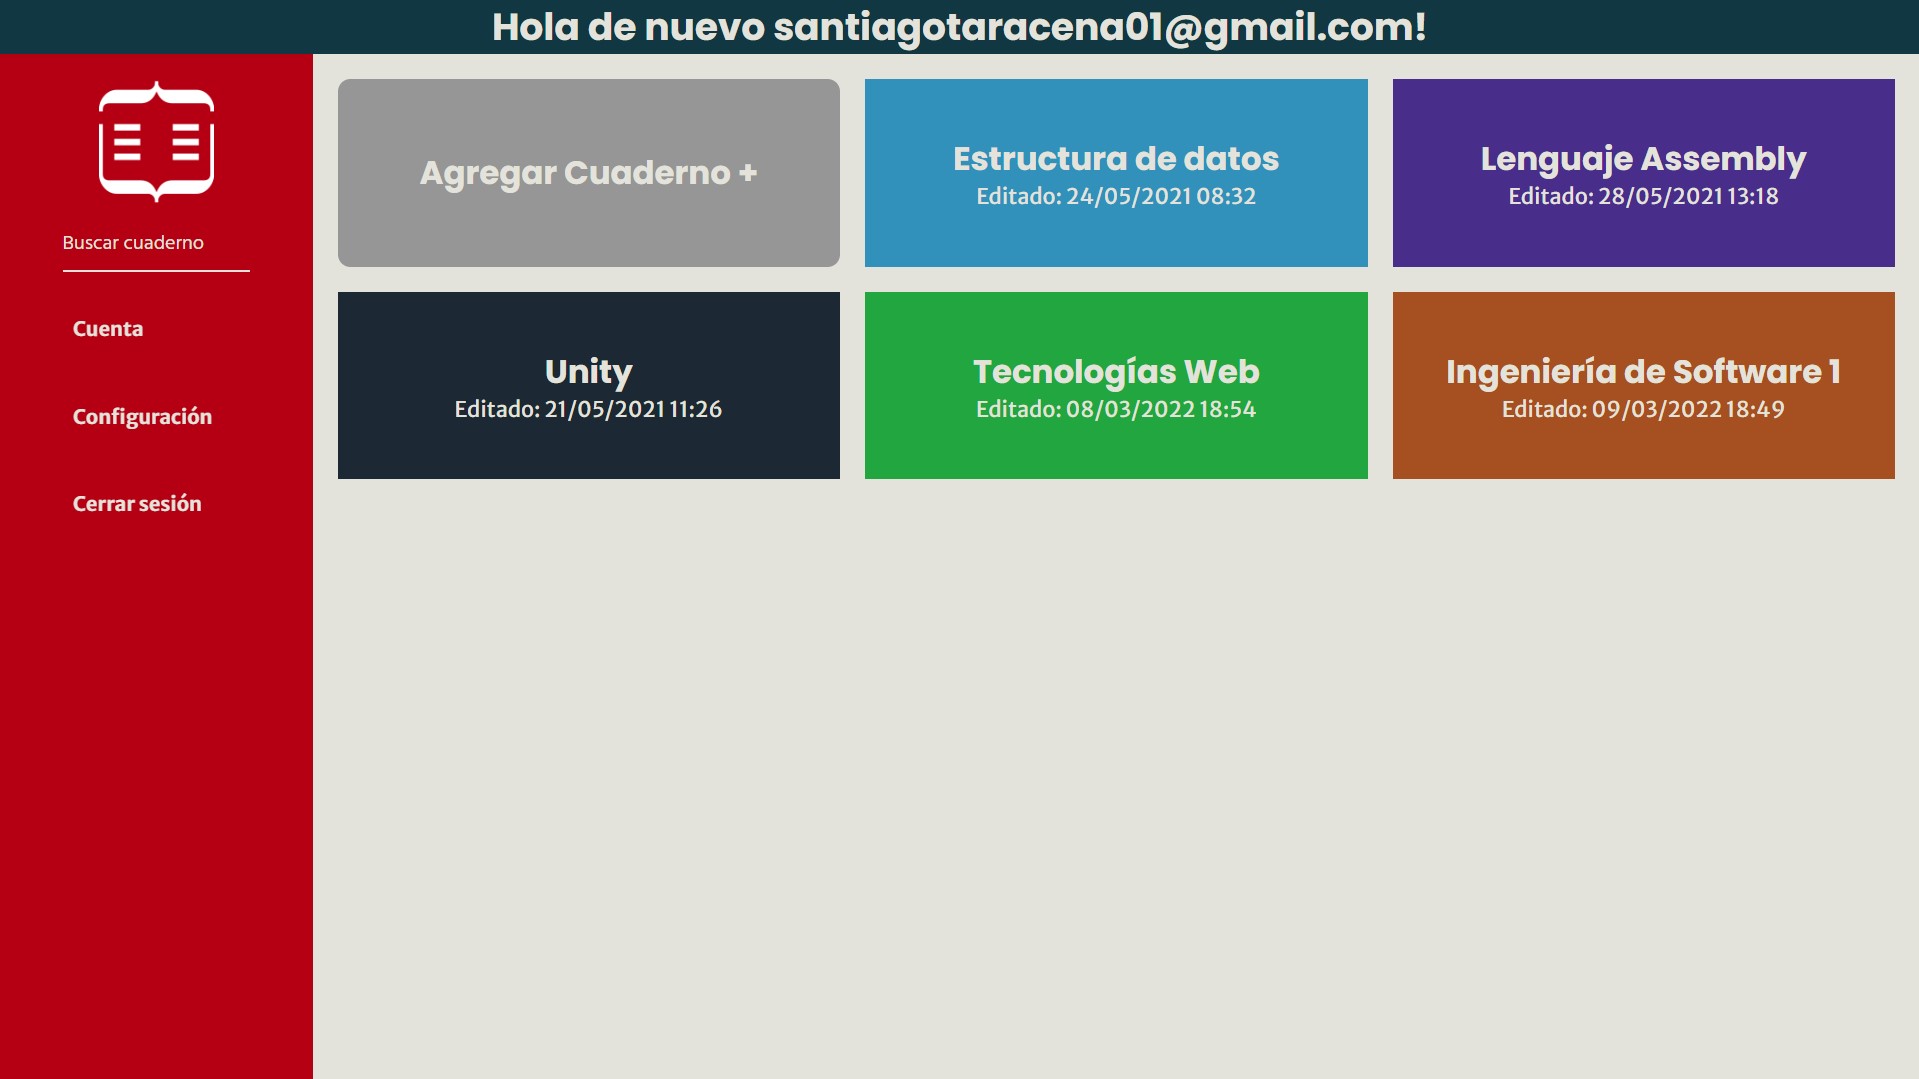 Hola de nuevo santiagotaracena01@gmail.com!
Buscar cuaderno
Cuenta
Configuración
Cerrar sesión
Agregar Cuaderno +
Estructura de datos
Editado: 24/05/2021 08:32
Lenguaje Assembly
Editado: 28/05/2021 13:18
Unity
Editado: 21/05/2021 11:26
Tecnologías Web
Editado: 08/03/2022 18:54
Ingeniería de Software 1
Editado: 09/03/2022 18:49